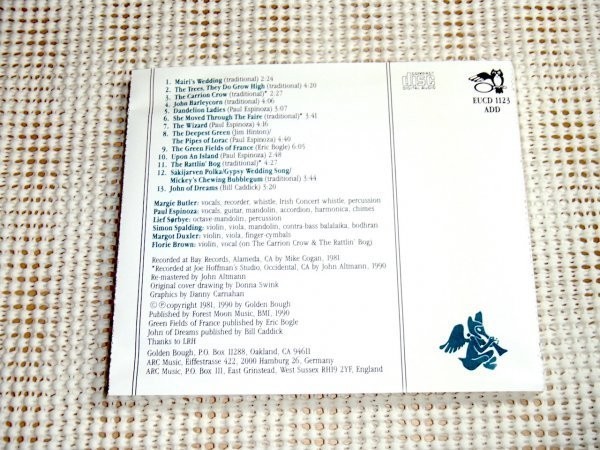 1. Mairi's Wedding (traditional) 2:24
2. The Trees, They Do Grow High (traditional) 4:20
3. The Carrion Crow (traditional)* 2:27
4. John Barleycorn (traditional) 4:06
5. Dandelion Ladies (Paul Espinoza) 3:07
6. She Moved Through The Faire (traditional)* 3:41
7. The Wizard (Paul Espinoza) 4:16
8. The Deepest Green (Jim Hinton)/
The Pipes of Lorac (Paul Espinoza) 4:40
9. The Green Fields of France (Eric Bogle) 6:05
10. Upon An Island (Paul Espinoza) 2:48
11. The Rattlin' Bog (traditional)* 4:27
12. Sakijarven Polka/Gypsy Wedding Song/
Mickey's Chewing Bubblegum (traditional) 3:44
13. John of Dreams (Bill Caddick) 3:20
Margie Butler: vocals, recorder, whistle, Irish Concert whistle, percussion
Paul Espinoza: vocals, guitar, mandolin, accordion, harmonica, chimes
Lief Sørbye: octave-mandolin, percussion
Simon Spalding: violin, viola, mandolin, contra-bass balalaika, bodhran
Margot Duxler: violin, viola, finger-cymbals
Florie Brown: violin, vocal (on The Carrion Crow & The Rattlin' Bog)
Recorded at Bay Records, Alameda, CA by Mike Cogan, 1981
*Recorded at Joe Hoffman's Studio, Occidental, CA by John Altmann, 1990
Re-mastered by John Altmann
Original cover drawing by Donna Swink
Graphics by Danny Carnahan
© ℗ copyright 1981, 1990 by Golden Bough
Published by Forest Moon Music, BMI, 1990
Green Fields of France published by Eric Bogle
John of Dreams published by Bill Caddick
Thanks to LRH
Golden Bough, P.O. Box 11288, Oakland, CA 94611
ARC Music, Eiffestrasse 422, 2000 Hamburg 26, Germany
ARC Music, P.O. Box 111, East Grinstead, West Sussex RH19 2YF, England
disc
DIGITAL AUDIO
EUCD 1123
ADD